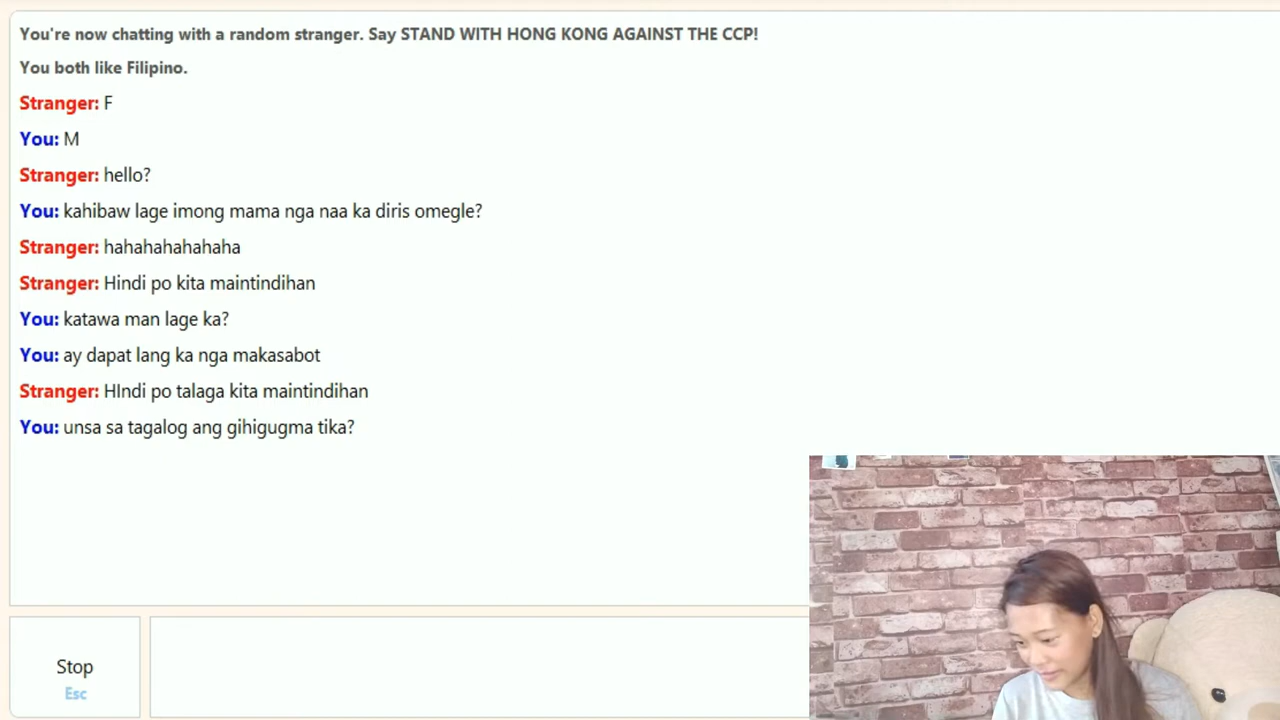 You're now chatting with a random stranger. Say STAND WITH HONG KONG AGAINST THE CCP!
You both like Filipino.
Stranger: F
You: M
Stranger: hello?
You: kahibaw lage imong mama nga naa ka diris omegle?
Stranger: hahahahahahaha
Stranger: Hindi po kita maintindihan
You: katawa man lage ka?
You: ay dapat lang ka nga makasabot
Stranger: HIndi po talaga kita maintindihan
You: unsa sa tagalog ang gihigugma tika?
Stop
Esc